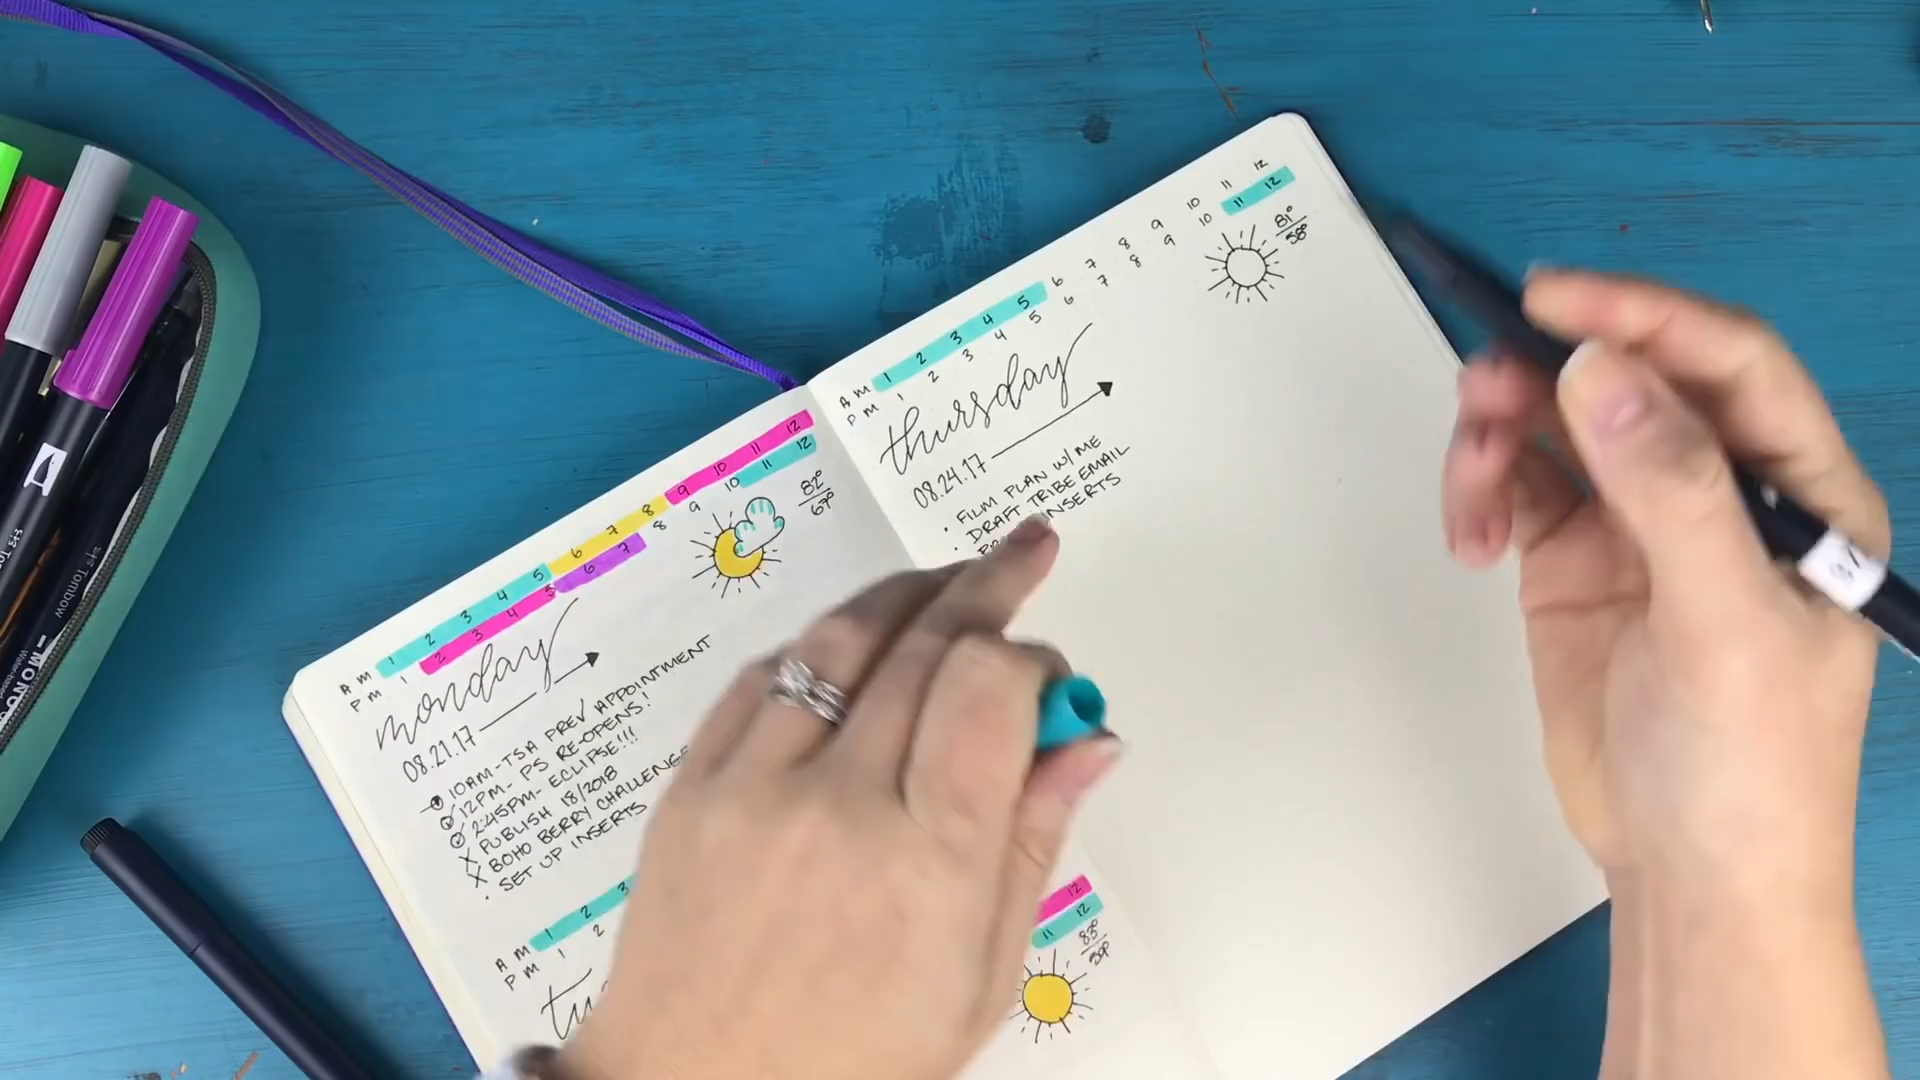 A M 1 2 3 4 5 6 7 8 9 10 11 12
P M 1 2 3 4 5 6 7 8 9 10 11 12
monday
82°
67°
08.21.17
10AM - TSA PREV APPOINTMENT
12PM - PS RE-OPENS!
2:45PM - ECLIPSE!!!
X PUBLISH 18/2018
X BOHO BERRY CHALLENGE
· SET UP INSERTS
A M 1 2 3
P M 1 2
12
11 12
83°
59°
A M 1 2 3 4 5 6 7 8 9 10 11 12
P M 1 2 3 4 5 6 7 8 9 10 11 12
thursday
81°
58°
08.24.17
· FILM PLAN W/ ME
· DRAFT TRIBE EMAIL
INSERTS
Tombow
MONO